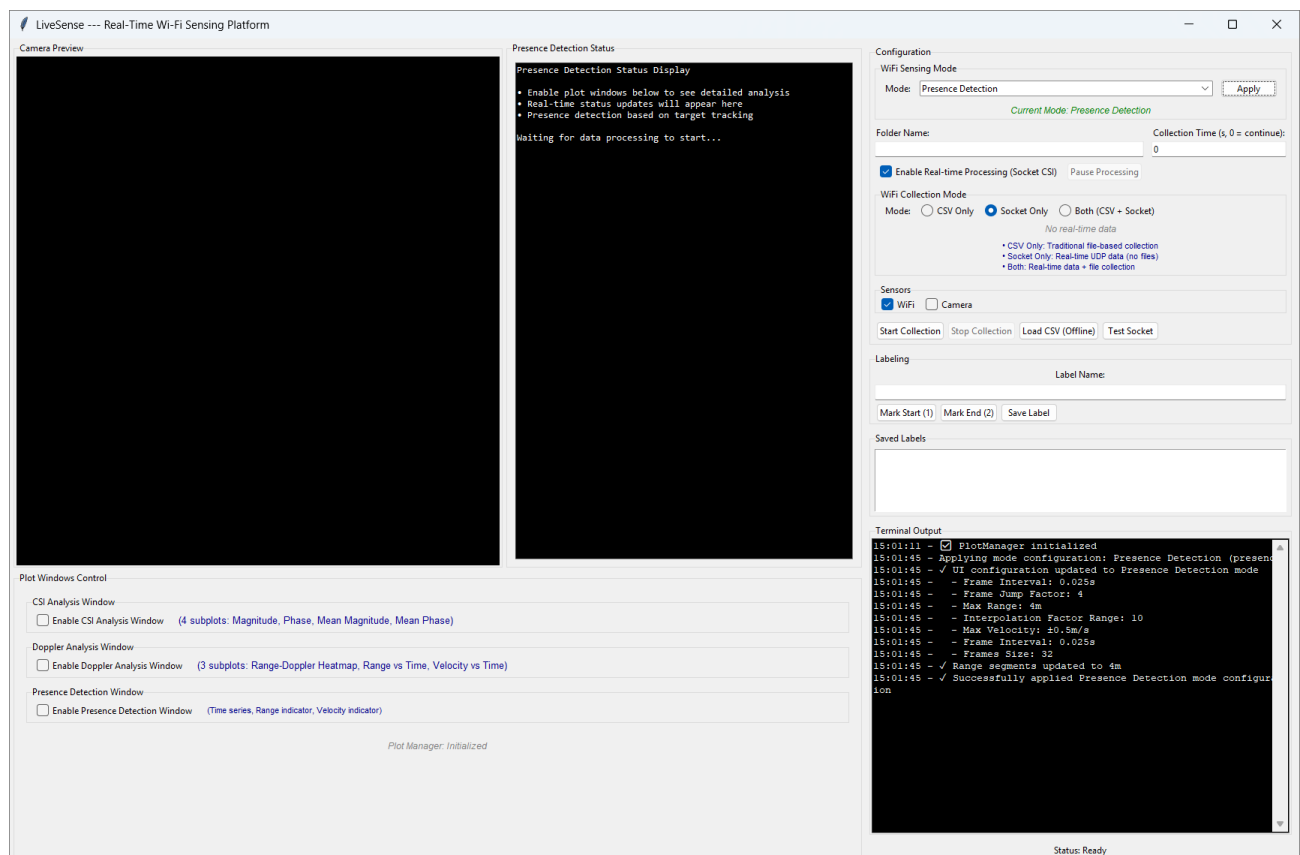 LiveSense --- Real-Time Wi-Fi Sensing Platform
Camera Preview
Presence Detection Status
Presence Detection Status Display
• Enable plot windows below to see detailed analysis
• Real-time status updates will appear here
• Presence detection based on target tracking
Waiting for data processing to start...
Configuration
WiFi Sensing Mode
Mode: Presence Detection Apply
Current Mode: Presence Detection
Folder Name: Collection Time (s, 0 = continue):
0
Enable Real-time Processing (Socket CSI) Pause Processing
WiFi Collection Mode
Mode: CSV Only Socket Only Both (CSV + Socket)
No real-time data
• CSV Only: Traditional file-based collection
• Socket Only: Real-time UDP data (no files)
• Both: Real-time data + file collection
Sensors
WiFi Camera
Start Collection Stop Collection Load CSV (Offline) Test Socket
Labeling
Label Name:
Mark Start (1) Mark End (2) Save Label
Saved Labels
Terminal Output
15:01:11 - ☑ PlotManager initialized
15:01:45 - Applying mode configuration: Presence Detection (presenc
15:01:45 - ✓ UI configuration updated to Presence Detection mode
15:01:45 -   - Frame Interval: 0.025s
15:01:45 -   - Frame Jump Factor: 4
15:01:45 -   - Max Range: 4m
15:01:45 -   - Interpolation Factor Range: 10
15:01:45 -   - Max Velocity: ±0.5m/s
15:01:45 -   - Frame Interval: 0.025s
15:01:45 -   - Frames Size: 32
15:01:45 - ✓ Range segments updated to 4m
15:01:45 - ✓ Successfully applied Presence Detection mode configura
ion
Status: Ready
Plot Windows Control
CSI Analysis Window
Enable CSI Analysis Window (4 subplots: Magnitude, Phase, Mean Magnitude, Mean Phase)
Doppler Analysis Window
Enable Doppler Analysis Window (3 subplots: Range-Doppler Heatmap, Range vs Time, Velocity vs Time)
Presence Detection Window
Enable Presence Detection Window (Time series, Range indicator, Velocity indicator)
Plot Manager: Initialized